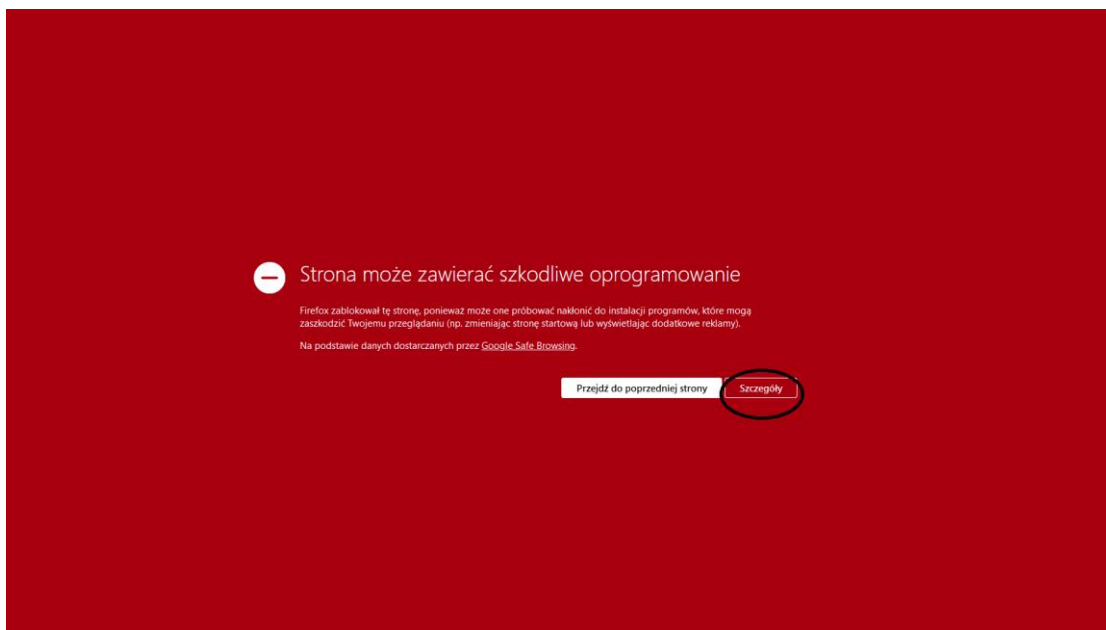 Strona może zawierać szkodliwe oprogramowanie
Firefox zablokował tę stronę, ponieważ może one próbować nakłonić do instalacji programów, które mogą
zaszkodzić Twojemu przeglądaniu (np. zmieniając stronę startową lub wyświetlając dodatkowe reklamy).
Na podstawie danych dostarczanych przez Google Safe Browsing.
Przejdź do poprzedniej strony Szczegóły